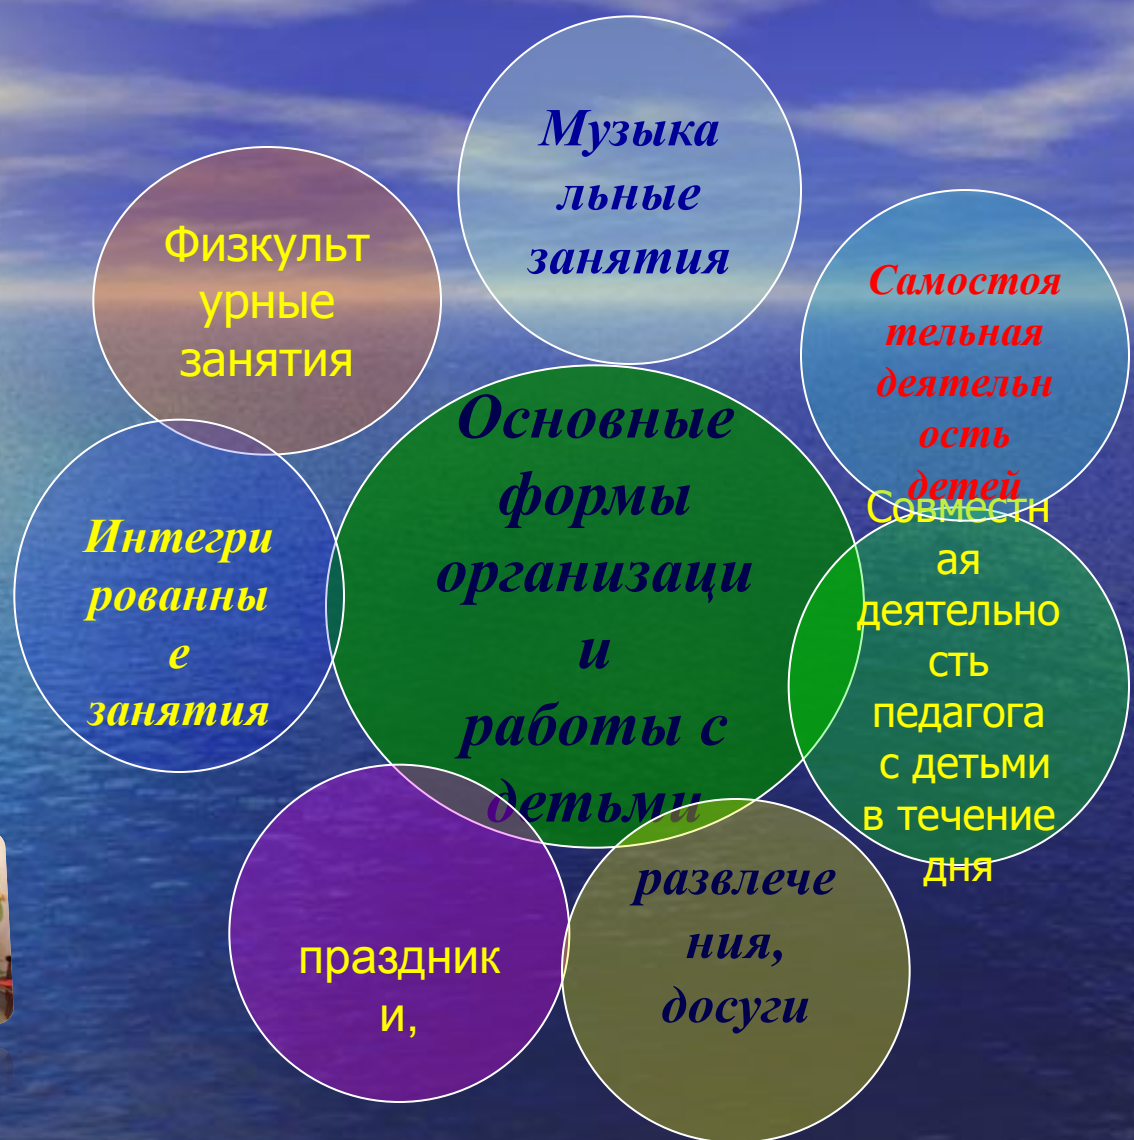 Музыка
льные
занятия
Физкульт
урные
занятия
Самостоя
тельная
деятельн
ость
детей
Основные
формы
организаци
и
работы с
детьми
Интегри
рованны
е
занятия
Совместн
ая
деятельно
сть
педагога
с детьми
в течение
дня
праздник
и,
развлече
ния,
досуги